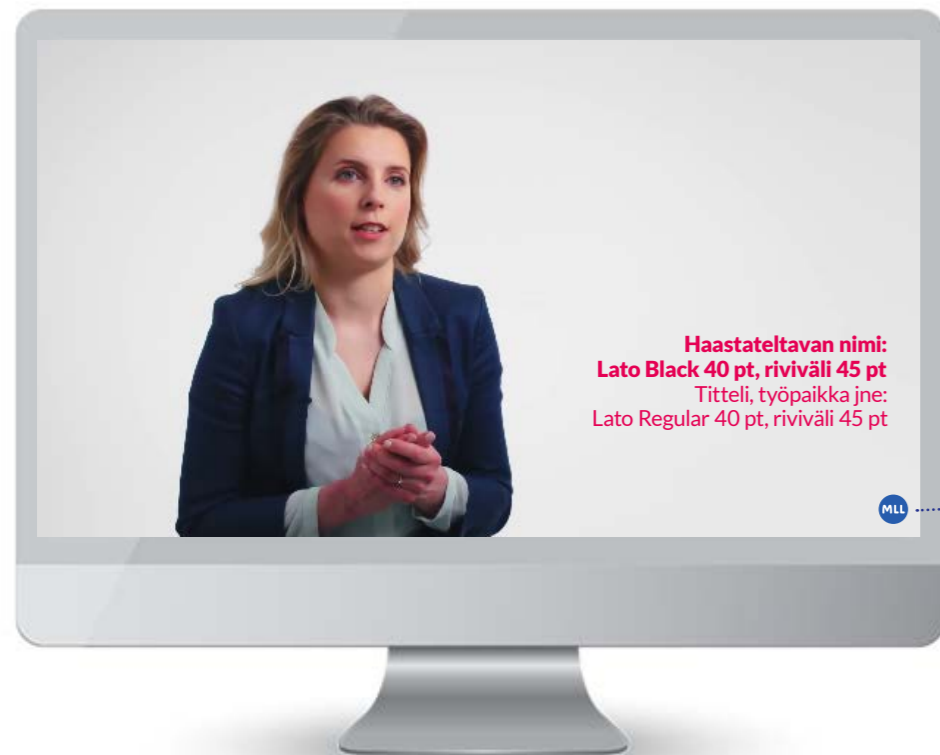 Haastateltavan nimi:
Lato Black 40 pt, riviväli 45 pt
Titteli, työpaikka jne:
Lato Regular 40 pt, riviväli 45 pt
MLL